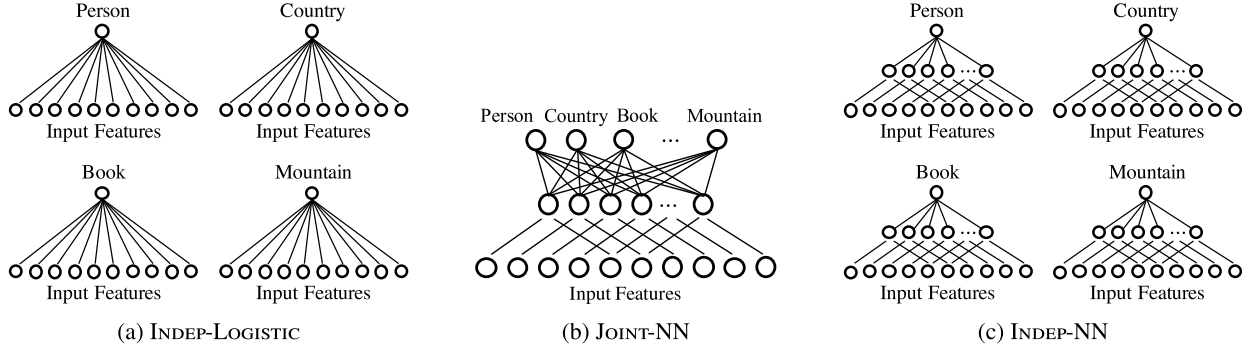 Person Country
Input Features Input Features
Book Mountain
Input Features Input Features
(a) Indep-Logistic
Person Country Book ... Mountain
...
Input Features
(b) Joint-NN
Person Country
... ...
Input Features Input Features
Book Mountain
... ...
Input Features Input Features
(c) Indep-NN